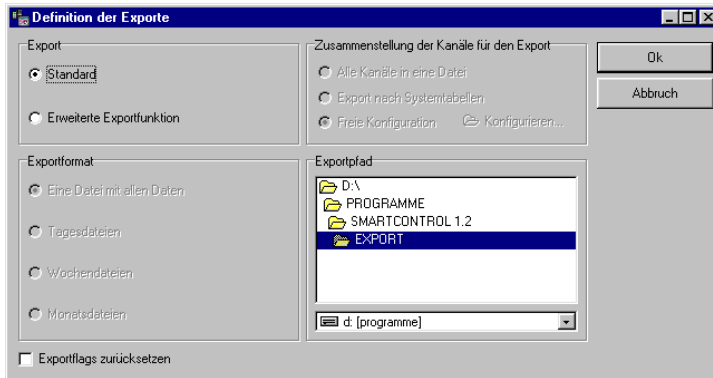 Definition der Exporte
Export
Standard
Erweiterte Exportfunktion
Zusammenstellung der Kanäle für den Export
Alle Kanäle in eine Datei
Export nach Systemtabellen
Freie Konfiguration Konfigurieren...
Ok
Abbruch
Exportformat
Eine Datei mit allen Daten
Tagesdateien
Wochendateien
Monatsdateien
Exportpfad
D:\
PROGRAMME
SMARTCONTROL 1.2
EXPORT
d: [programme]
Exportflags zurücksetzen